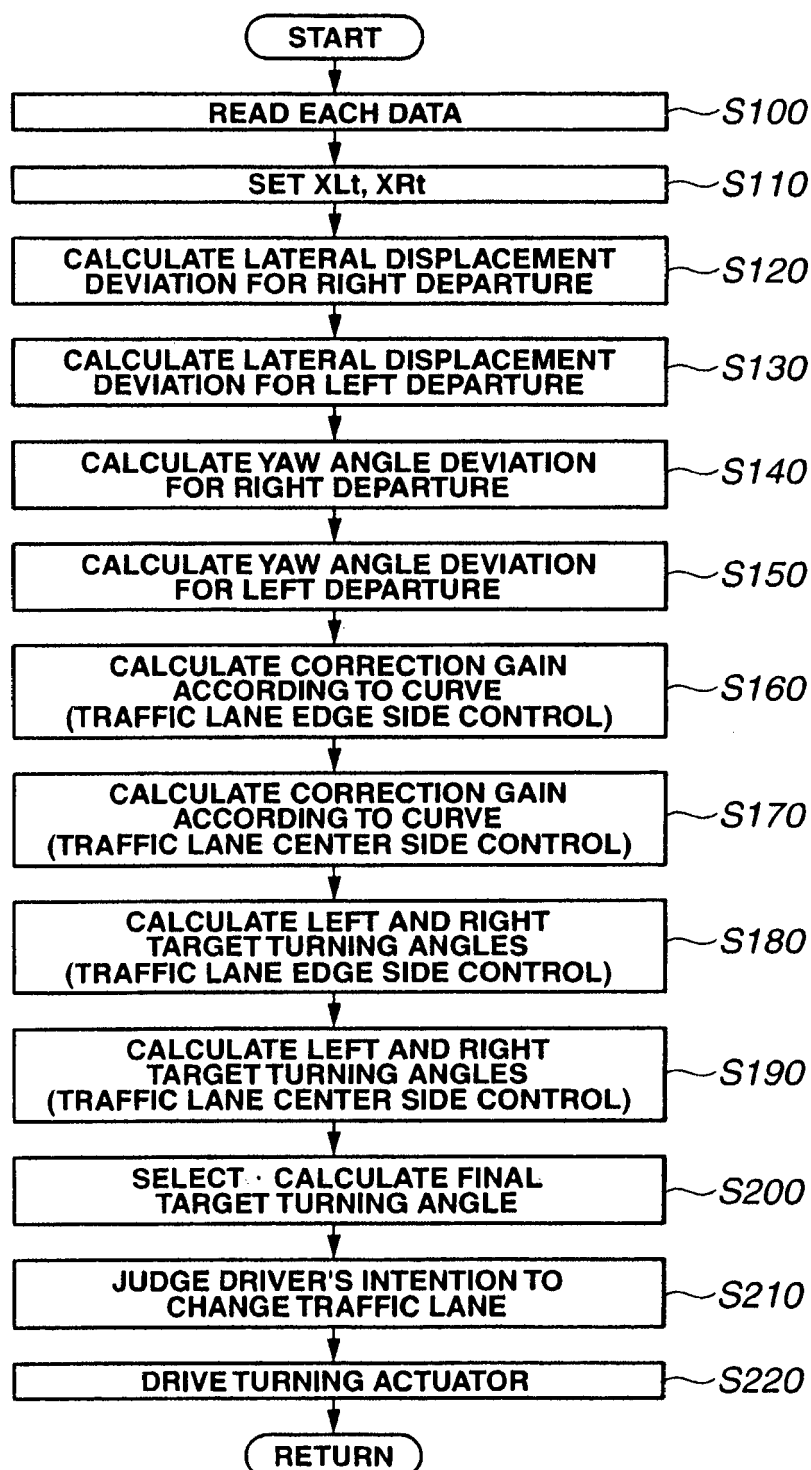 START
READ EACH DATA
S100
SET XLt, XRt
S110
CALCULATE LATERAL DISPLACEMENT
DEVIATION FOR RIGHT DEPARTURE
S120
CALCULATE LATERAL DISPLACEMENT
DEVIATION FOR LEFT DEPARTURE
S130
CALCULATE YAW ANGLE DEVIATION
FOR RIGHT DEPARTURE
S140
CALCULATE YAW ANGLE DEVIATION
FOR LEFT DEPARTURE
S150
CALCULATE CORRECTION GAIN
ACCORDING TO CURVE
(TRAFFIC LANE EDGE SIDE CONTROL)
S160
CALCULATE CORRECTION GAIN
ACCORDING TO CURVE
(TRAFFIC LANE CENTER SIDE CONTROL)
S170
CALCULATE LEFT AND RIGHT
TARGET TURNING ANGLES
(TRAFFIC LANE EDGE SIDE CONTROL)
S180
CALCULATE LEFT AND RIGHT
TARGET TURNING ANGLES
(TRAFFIC LANE CENTER SIDE CONTROL)
S190
SELECT · CALCULATE FINAL
TARGET TURNING ANGLE
S200
JUDGE DRIVER'S INTENTION TO
CHANGE TRAFFIC LANE
S210
DRIVE TURNING ACTUATOR
S220
RETURN